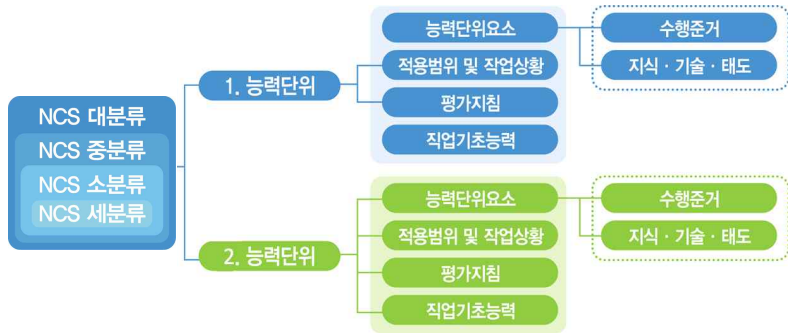 NCS 대분류
NCS 중분류
NCS 소분류
NCS 세분류
1. 능력단위
능력단위요소
적용범위 및 작업상황
평가지침
직업기초능력
수행준거
지식 · 기술 · 태도
2. 능력단위
능력단위요소
적용범위 및 작업상황
평가지침
직업기초능력
수행준거
지식 · 기술 · 태도